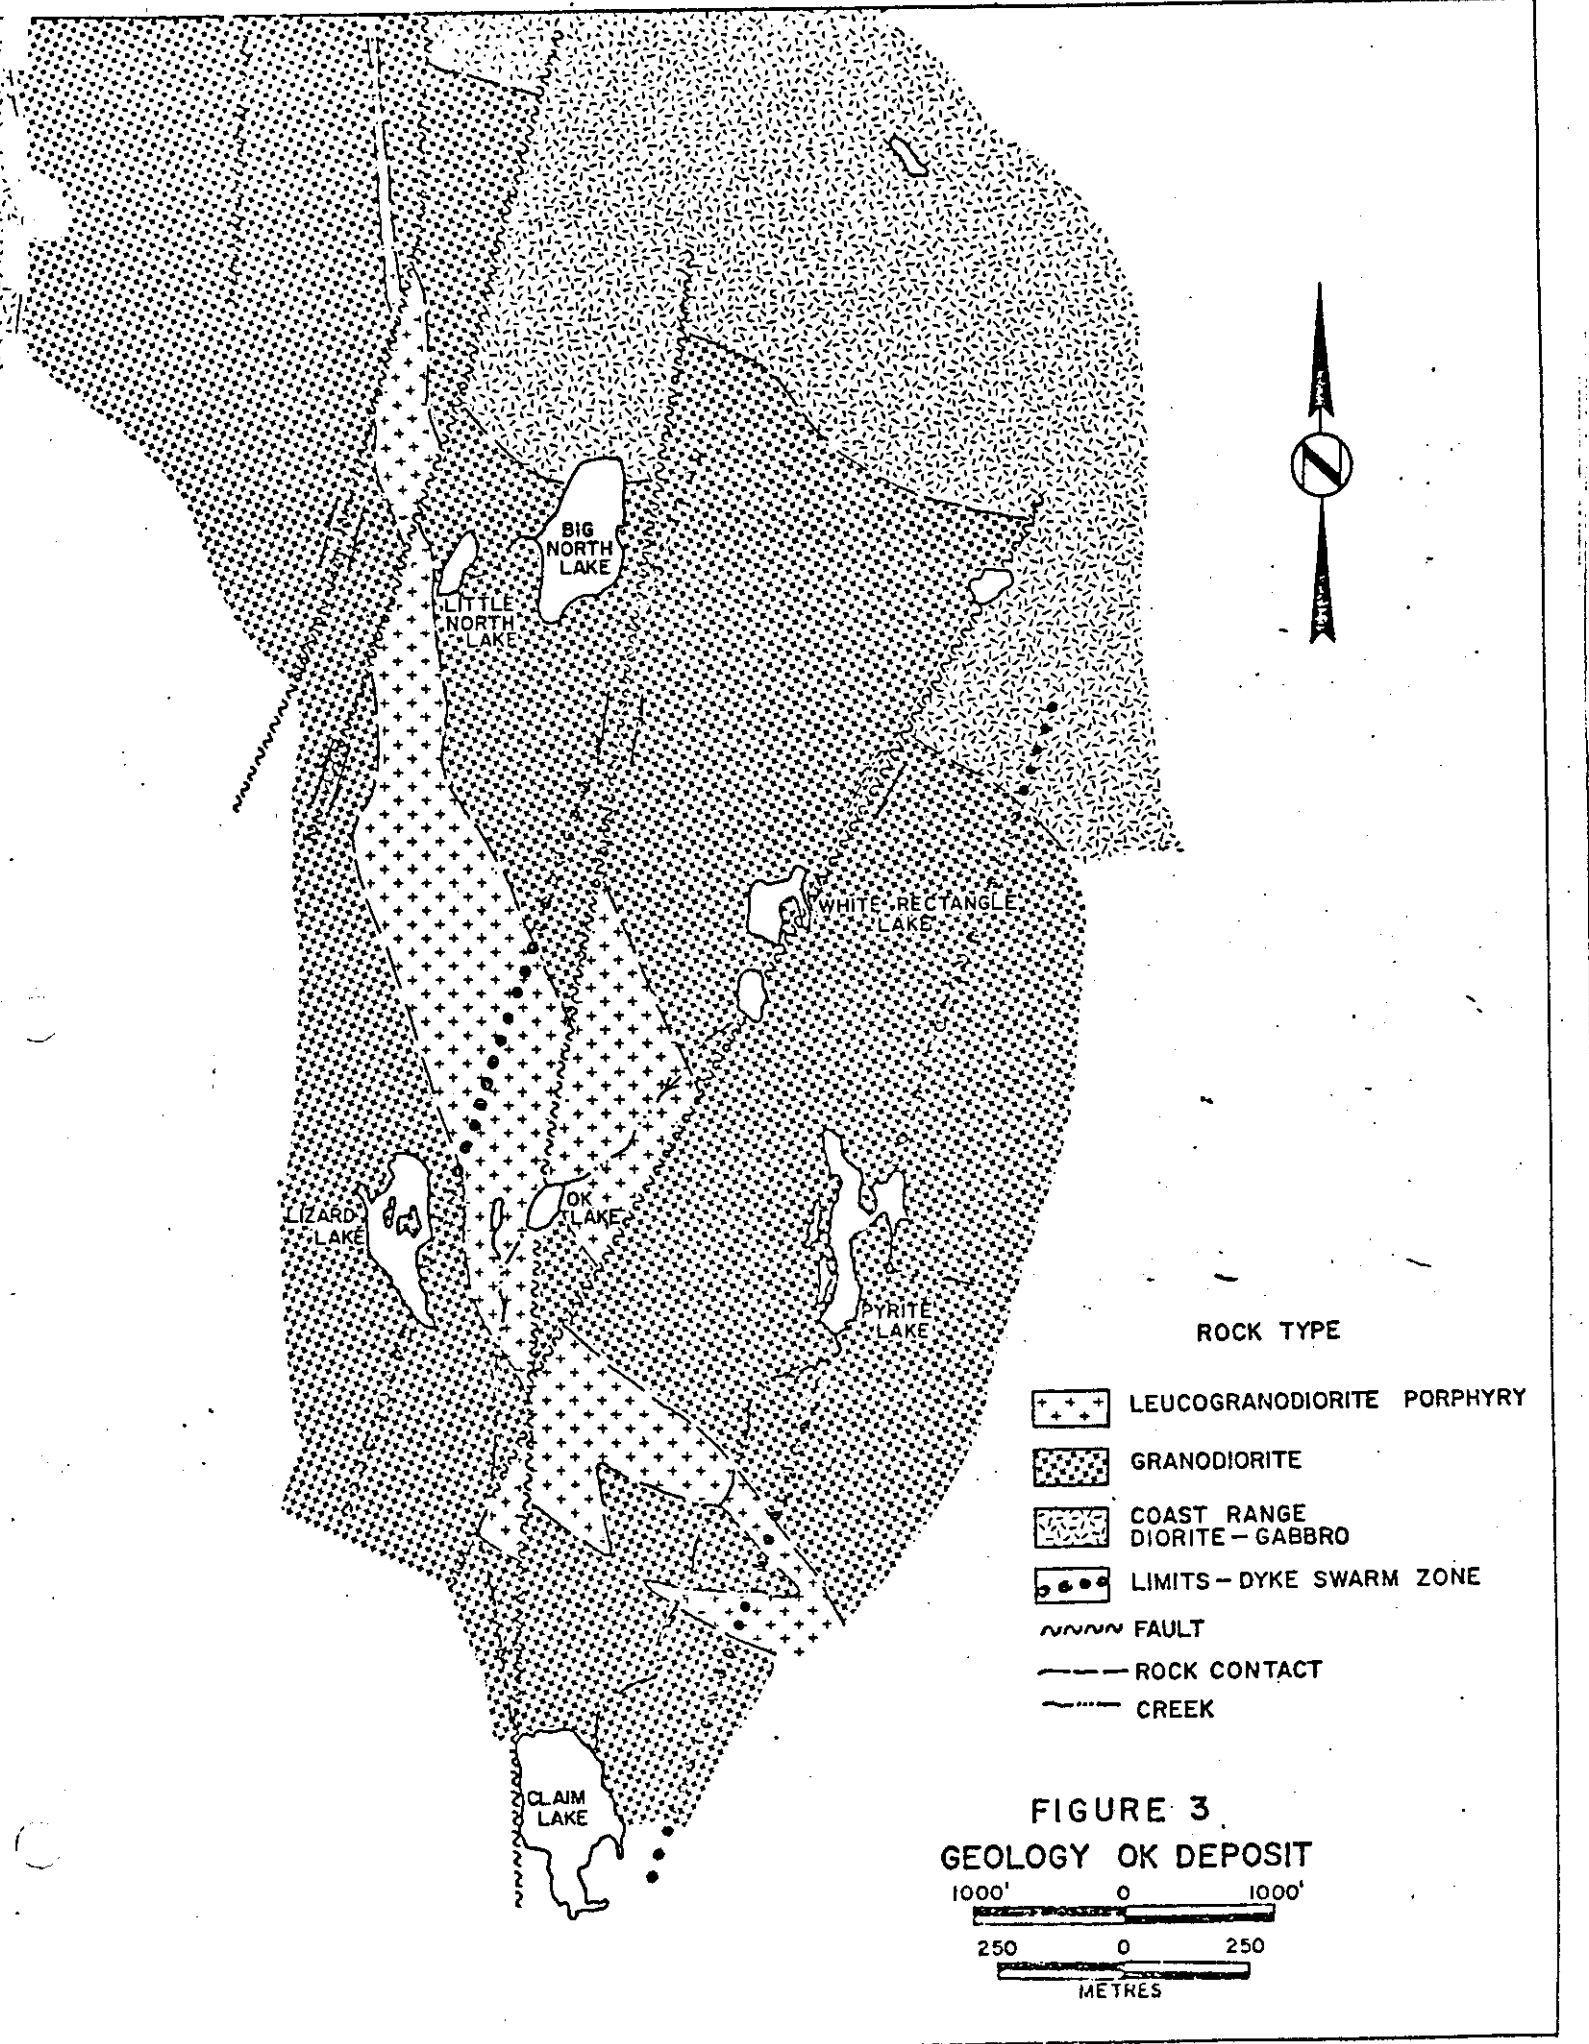 BIG
NORTH
LAKE
LITTLE
NORTH
LAKE
WHITE RECTANGLE
LAKE
OK
LAKE
LIZARD
LAKE
PYRITE
LAKE
CLAIM
LAKE
N
ROCK TYPE
LEUCOGRANODIORITE PORPHYRY
GRANODIORITE
COAST RANGE
DIORITE – GABBRO
LIMITS – DYKE SWARM ZONE
FAULT
ROCK CONTACT
CREEK
FIGURE 3
GEOLOGY OK DEPOSIT
1000' 0 1000'
250 0 250
METRES